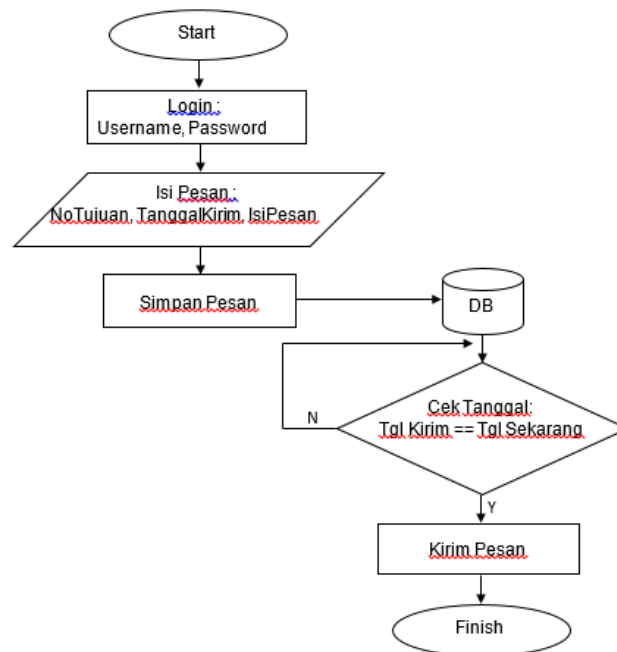 Start
Login :
Username, Password
Isi Pesan :
NoTujuan, TanggalKirim, IsiPesan
Simpan Pesan
DB
Cek Tanggal:
Tgl Kirim == Tgl Sekarang
N
Y
Kirim Pesan
Finish